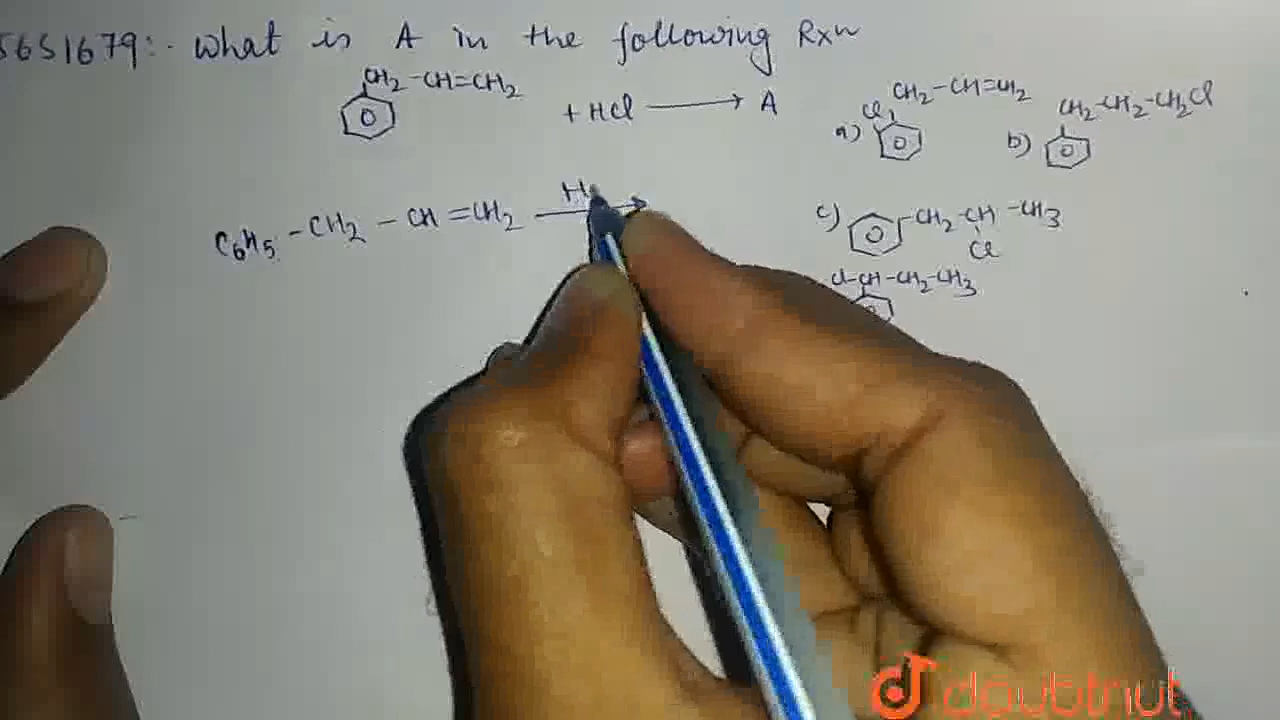 5651679:- What is A in the following Rxn
CH2-CH=CH2
+HCl ⟶ A
a) Cl CH2-CH=CH2
b) CH2-CH2-CH2Cl
C6H5-CH2-CH=CH2 ⟶ H
c) CH2-CH-CH3
Cl
Cl-CH-CH2-CH3
doubtnut